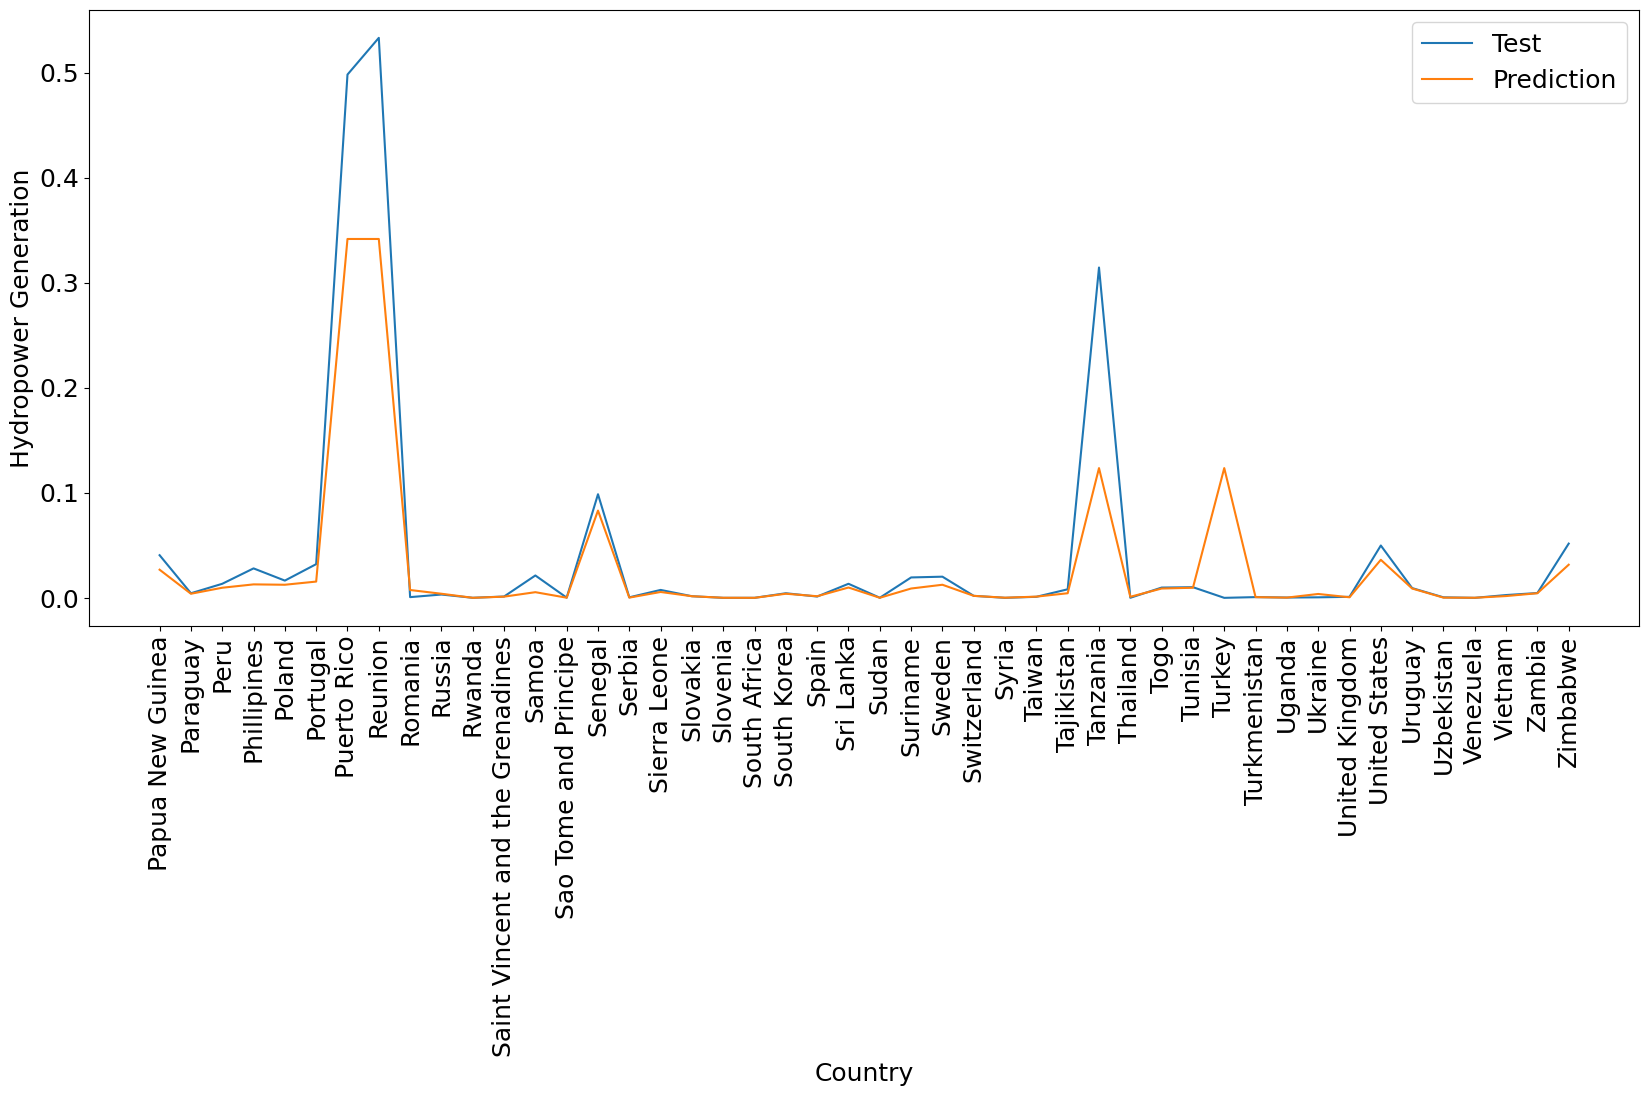 Test
Prediction
Hydropower Generation
0.5
0.4
0.3
0.2
0.1
0.0
Papua New Guinea
Paraguay
Peru
Phillipines
Poland
Portugal
Puerto Rico
Reunion
Romania
Russia
Rwanda
Saint Vincent and the Grenadines
Samoa
Sao Tome and Principe
Senegal
Serbia
Sierra Leone
Slovakia
Slovenia
South Africa
South Korea
Spain
Sri Lanka
Sudan
Suriname
Sweden
Switzerland
Syria
Taiwan
Tajikistan
Tanzania
Thailand
Togo
Tunisia
Turkey
Turkmenistan
Uganda
Ukraine
United Kingdom
United States
Uruguay
Uzbekistan
Venezuela
Vietnam
Zambia
Zimbabwe
Country